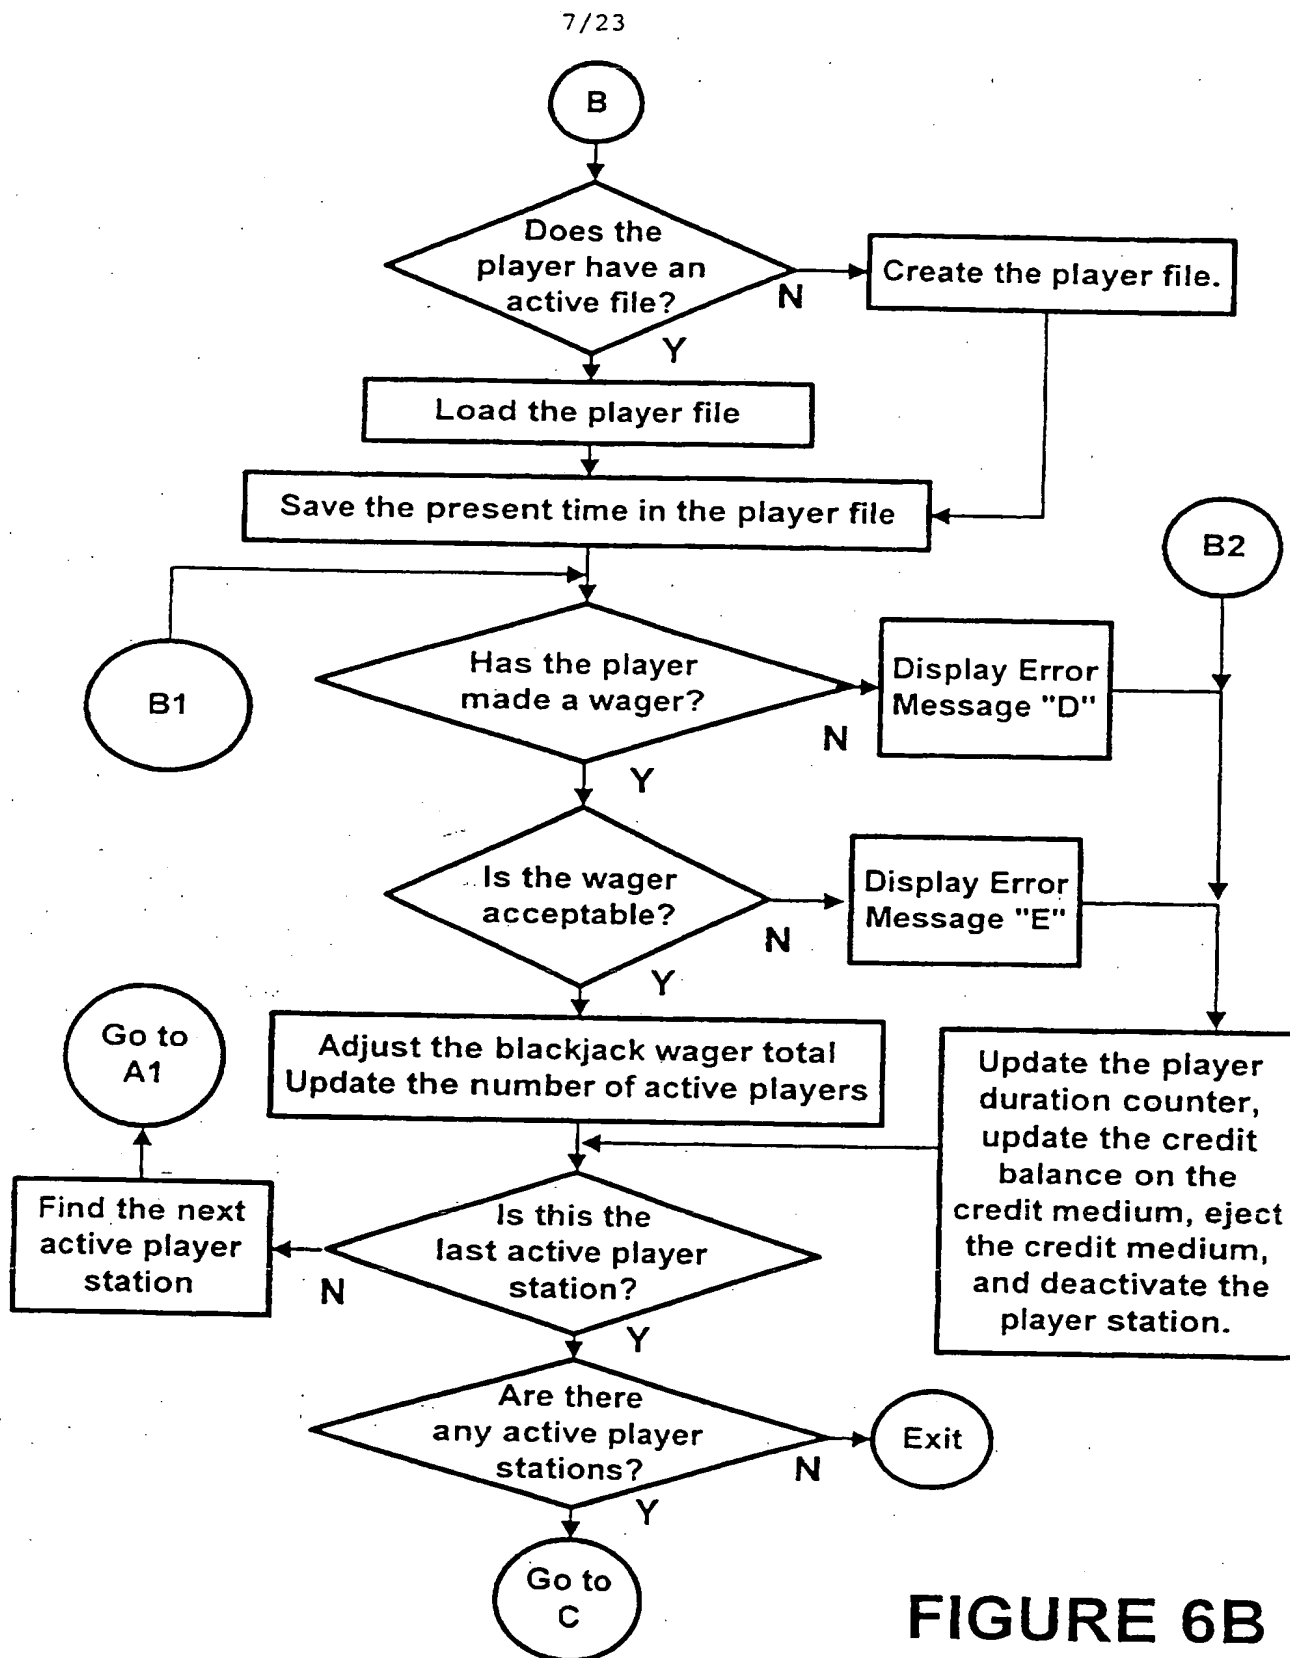 7/23
B
Does the
player have an
active file?
N
Create the player file.
Y
Load the player file
Save the present time in the player file
B2
B1
Has the player
made a wager?
N
Display Error
Message "D"
Y
Is the wager
acceptable?
N
Display Error
Message "E"
Y
Go to
A1
Adjust the blackjack wager total
Update the number of active players
Update the player
duration counter,
update the credit
balance on the
credit medium, eject
the credit medium,
and deactivate the
player station.
Find the next
active player
station
N
Is this the
last active player
station?
Y
Are there
any active player
stations?
N
Exit
Y
Go to
C
FIGURE 6B